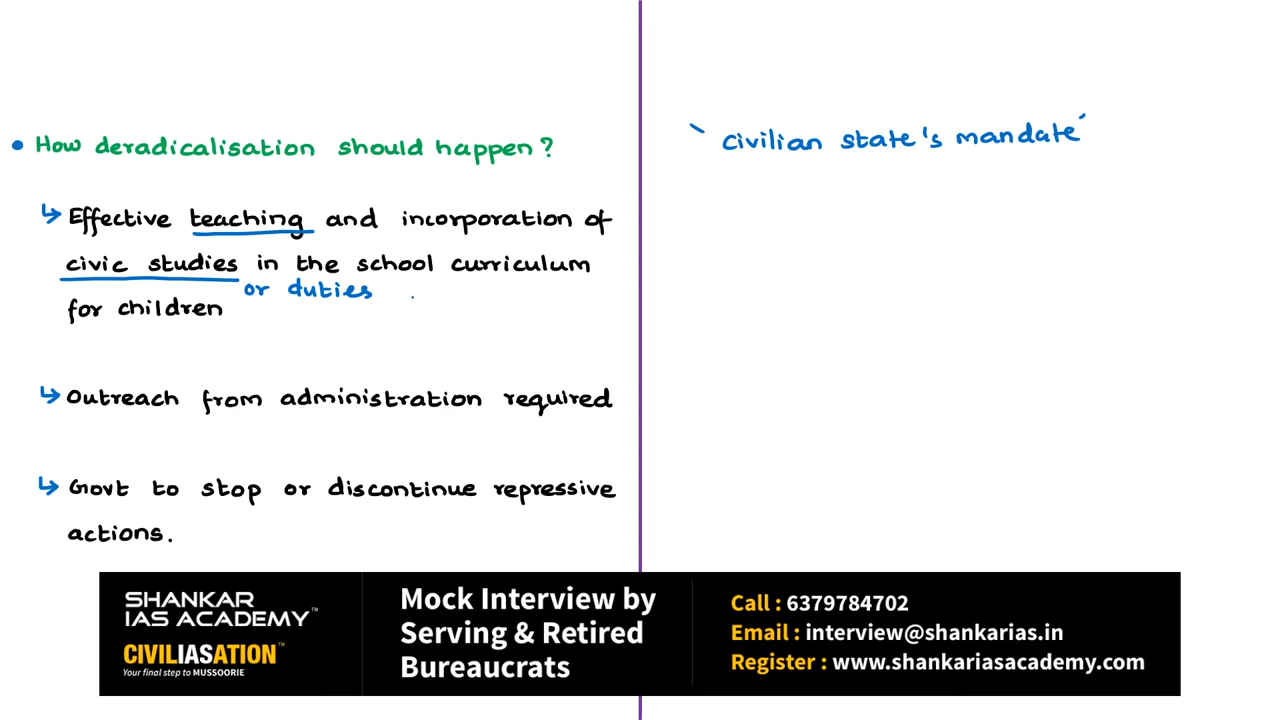 • How deradicalisation should happen?
↳ Effective teaching and incorporation of
civic studies in the school curriculum
or duties
for children
↳ Outreach from administration required
↳ Govt to stop or discontinue repressive
actions.
` civilian state's mandate´
SHANKAR
IAS ACADEMY™
CIVILIASATION™
Your final step to MUSSOORIE
Mock Interview by
Serving & Retired
Bureaucrats
Call : 6379784702
Email : interview@shankarias.in
Register : www.shankariasacademy.com